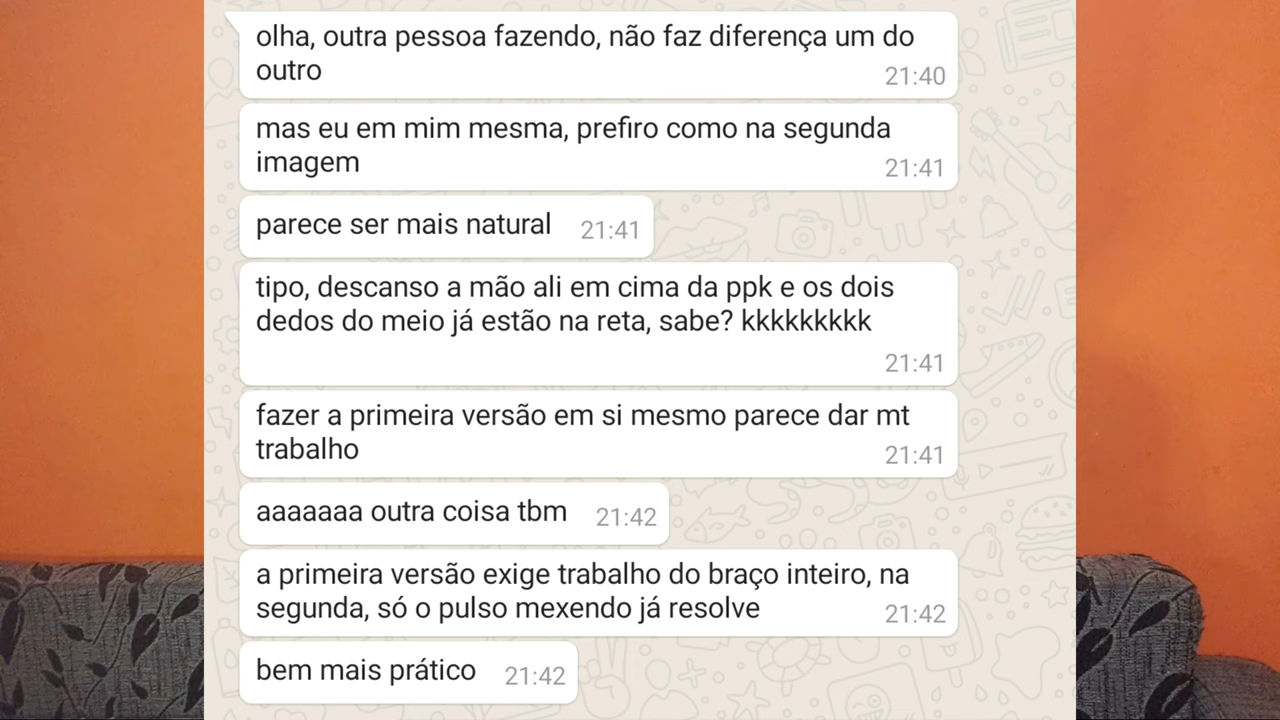 olha, outra pessoa fazendo, não faz diferença um do
outro
21:40
mas eu em mim mesma, prefiro como na segunda
imagem
21:41
parece ser mais natural
21:41
tipo, descanso a mão ali em cima da ppk e os dois
dedos do meio já estão na reta, sabe? kkkkkkkkk
21:41
fazer a primeira versão em si mesmo parece dar mt
trabalho
21:41
aaaaaaa outra coisa tbm
21:42
a primeira versão exige trabalho do braço inteiro, na
segunda, só o pulso mexendo já resolve
21:42
bem mais prático
21:42